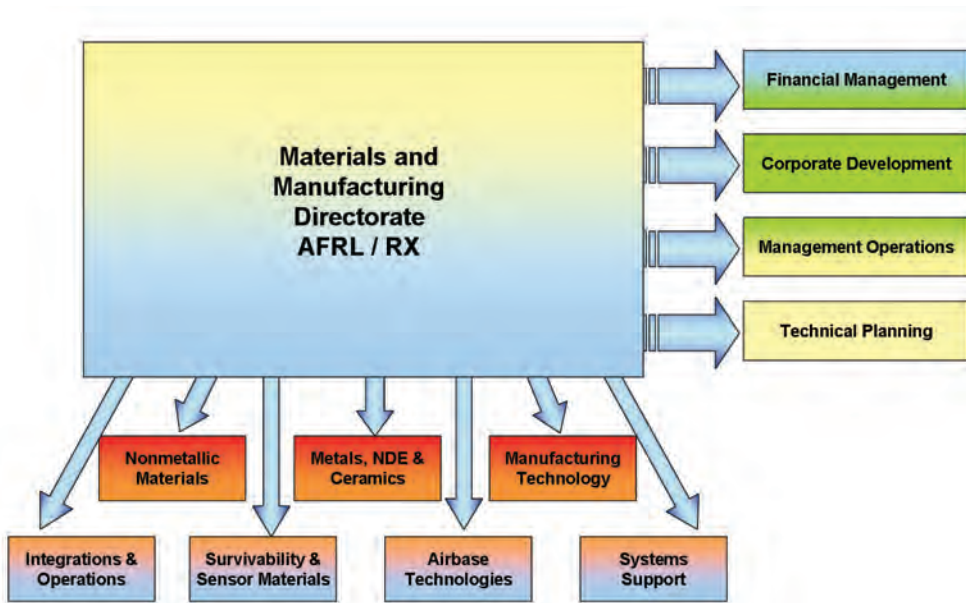 Materials and
Manufacturing
Directorate
AFRL / RX
Financial Management
Corporate Development
Management Operations
Technical Planning
Nonmetallic
Materials
Metals, NDE &
Ceramics
Manufacturing
Technology
Integrations &
Operations
Survivability &
Sensor Materials
Airbase
Technologies
Systems
Support